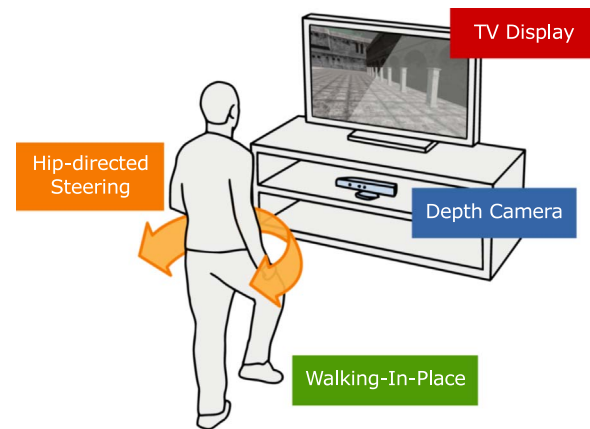 TV Display
Hip-directed
Steering
Depth Camera
Walking-In-Place